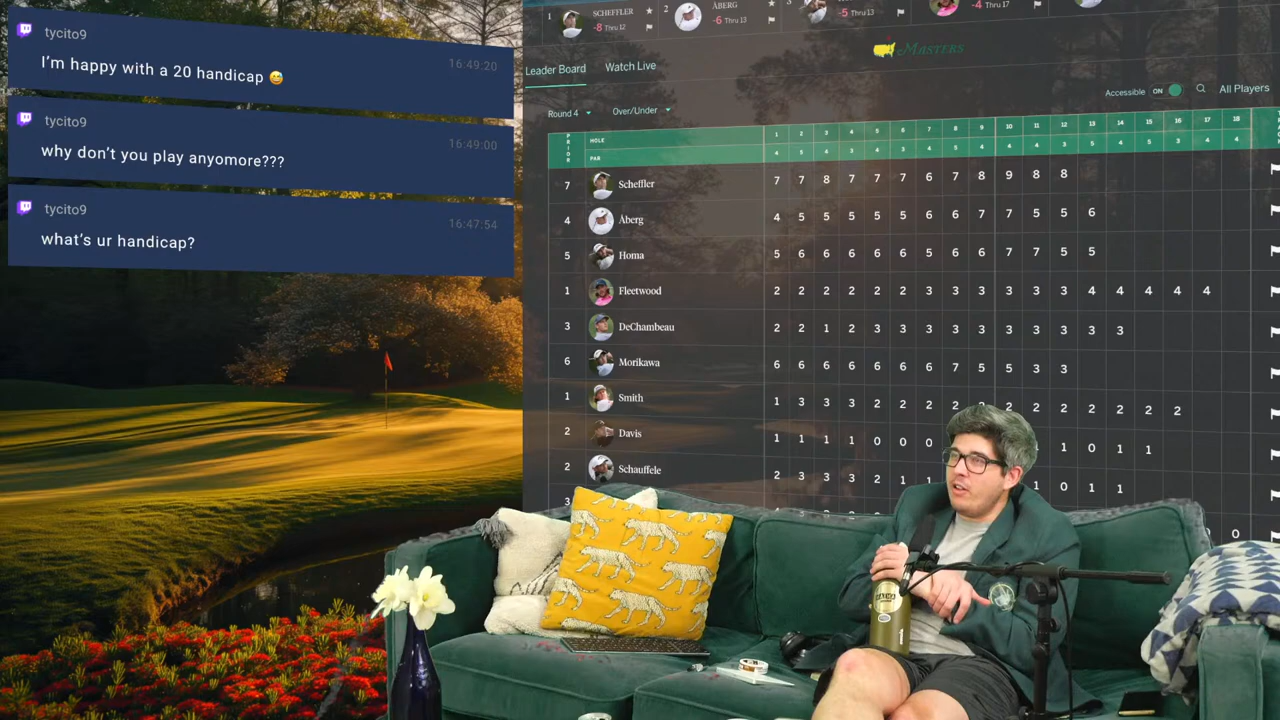 tycito9
16:49:20
I'm happy with a 20 handicap 😅
tycito9
16:49:00
why don't you play anyomore???
tycito9
16:47:54
what's ur handicap?
1 SCHEFFLER -8 Thru 12
2 ÅBERG -6 Thru 13
3 -5 Thru 13
-4 Thru 17
MASTERS
Leader Board Watch Live
Accessible ON All Players
Round 4 Over/Under
PRIOR HOLE 1 2 3 4 5 6 7 8 9 10 11 12 13 14 15 16 17 18
PAR 4 5 4 3 4 3 4 5 4 4 4 3 5 4 5 3 4 4
7 Scheffler 7 7 8 7 7 7 6 7 8 9 8 8
4 Åberg 4 5 5 5 5 5 6 6 7 7 5 5 6
5 Homa 5 6 6 6 6 5 6 6 7 7 5 5
1 Fleetwood 2 2 2 2 2 2 3 3 3 3 3 3 4 4 4 4 4
3 DeChambeau 2 2 1 2 3 3 3 3 3 3 3 3 3 3
6 Morikawa 6 6 6 6 6 6 6 7 5 5 3 3
1 Smith 1 3 3 3 2 2 2 2 2 2 2 2 2 2 2
2 Davis 1 1 1 1 0 0 0 1 0 1 1
2 Schauffele 2 3 3 3 2 1 1 0 1 1
3
0